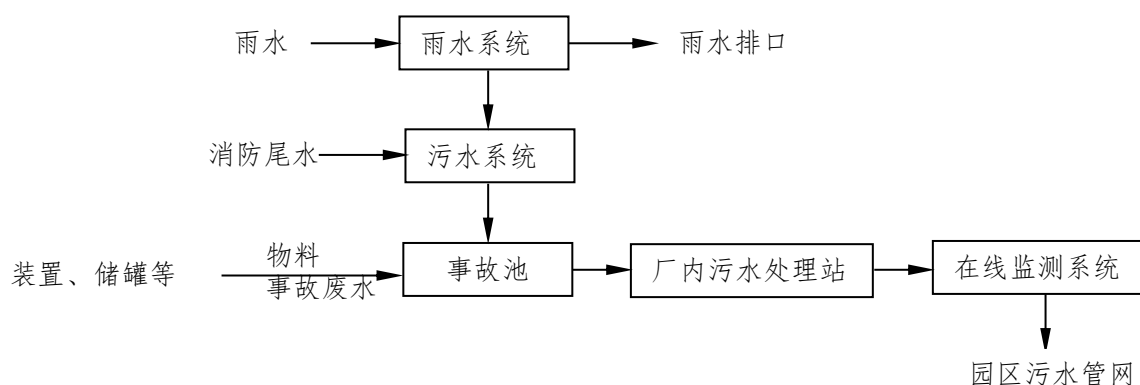 雨水
雨水系统
雨水排口
消防尾水
污水系统
装置、储罐等
物料
事故废水
事故池
厂内污水处理站
在线监测系统
园区污水管网